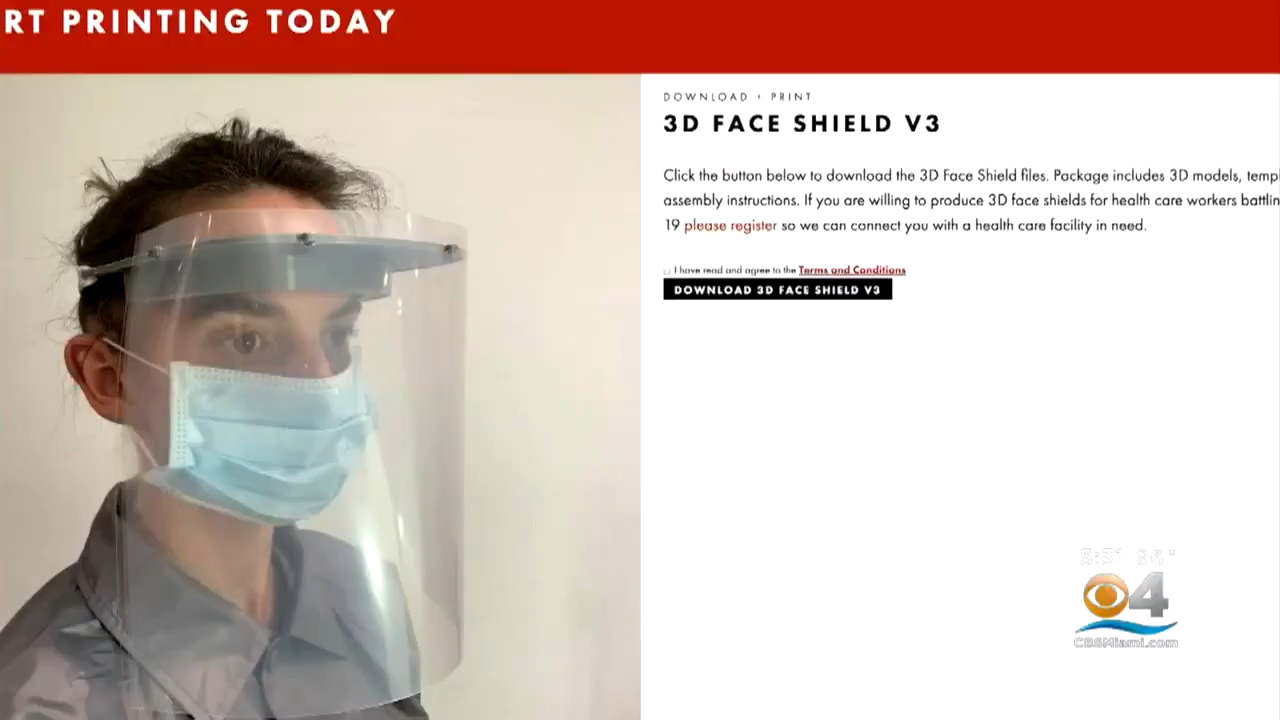 RT PRINTING TODAY
DOWNLOAD + PRINT
3D FACE SHIELD V3
Click the button below to download the 3D Face Shield files. Package includes 3D models, templ
assembly instructions. If you are willing to produce 3D face shields for health care workers battlin
19 please register so we can connect you with a health care facility in need.
I have read and agree to the Terms and Conditions
DOWNLOAD 3D FACE SHIELD V3
4
CBSMiami.com